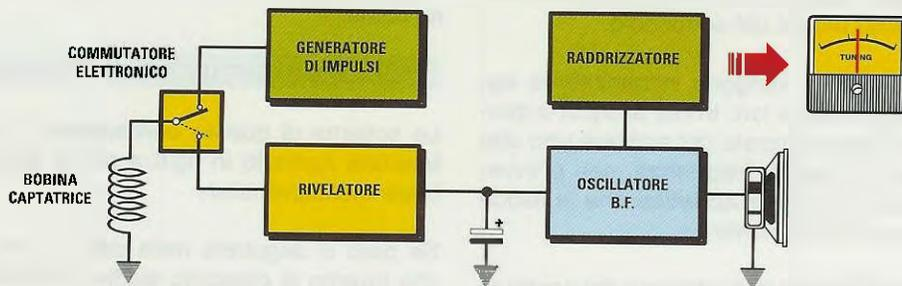 COMMUTATORE
ELETTRONICO
GENERATORE
DI IMPULSI
RADDRIZZATORE
TUNING
BOBINA
CAPTATRICE
RIVELATORE
+
OSCILLATORE
B.F.